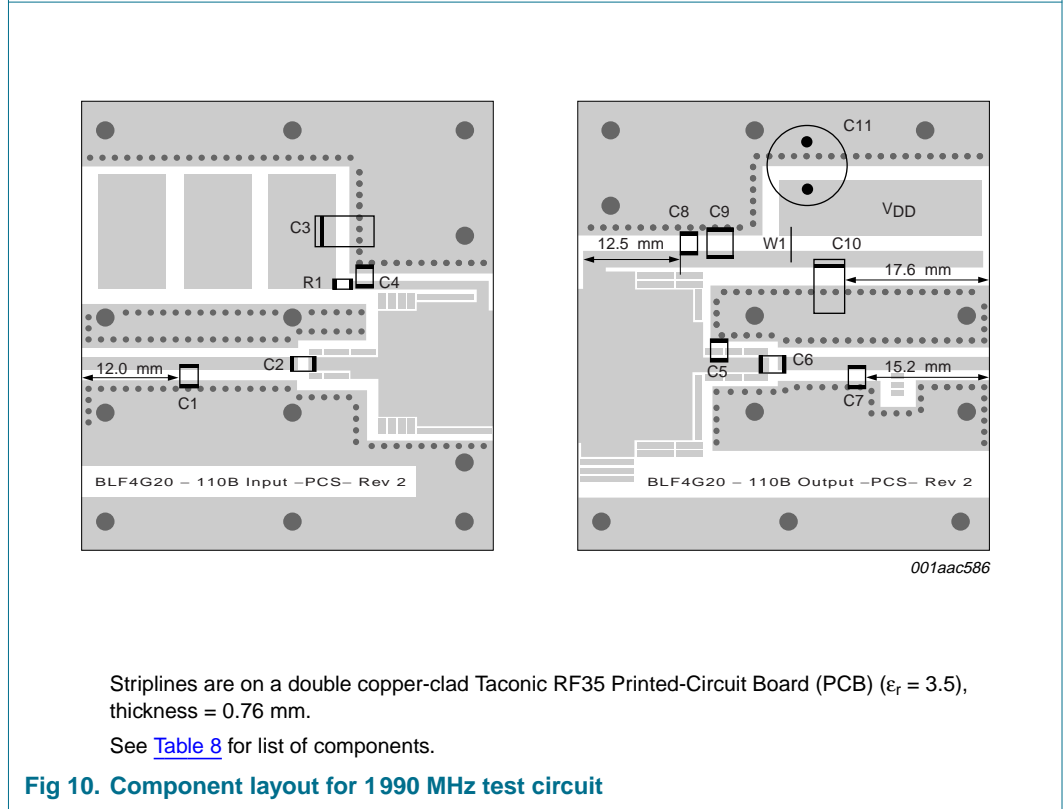 C3
R1
C4
C2
12.0 mm
C1
BLF4G20 – 110B Input –PCS– Rev 2
C11
VDD
C8
C9
12.5 mm
W1
C10
17.6 mm
C5
C6
15.2 mm
C7
BLF4G20 – 110B Output –PCS– Rev 2
001aac586
Striplines are on a double copper-clad Taconic RF35 Printed-Circuit Board (PCB) (εr = 3.5),
thickness = 0.76 mm.
See Table 8 for list of components.
Fig 10. Component layout for 1990 MHz test circuit